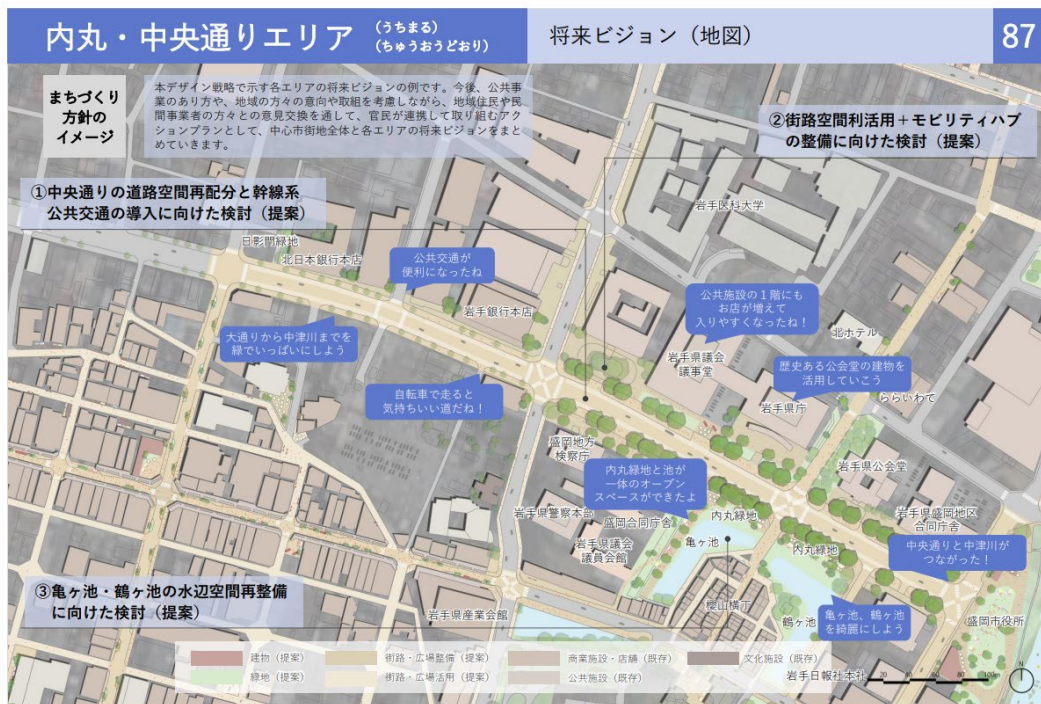 内丸・中央通りエリア
(うちまる)
(ちゅうおうどおり)
将来ビジョン(地図)
87
まちづくり
方針の
イメージ
本デザイン戦略で示す各エリアの将来ビジョンの例です。今後、公共事
業のあり方や、地域の方々の意向や取組を考慮しながら、地域住民や民
間事業者の方々との意見交換を通して、官民が連携して取り組むアク
ションプランとして、中心市街地全体と各エリアの将来ビジョンをまと
めていきます。
②街路空間利活用+モビリティハブ
の整備に向けた検討(提案)
①中央通りの道路空間再配分と幹線系
公共交通の導入に向けた検討(提案)
岩手医科大学
日影門緑地
北日本銀行本店
公共交通が
便利になったね
岩手銀行本店
公共施設の1階にも
お店が増えて
入りやすくなったね!
北ホテル
大通りから中津川までを
緑でいっぱいにしよう
岩手県議会
議事堂
歴史ある公会堂の建物を
活用していこう
自転車で走ると
気持ちいい道だね!
岩手県庁
ららいわて
盛岡地方
検察庁
内丸緑地と池が
一体のオープン
スペースができたよ
岩手県公会堂
岩手県警察本部
盛岡合同庁舎
内丸緑地
岩手県盛岡地区
合同庁舎
岩手県議会
議員会館
亀ヶ池
内丸緑地
中央通りと中津川が
つながった!
③亀ヶ池・鶴ヶ池の水辺空間再整備
に向けた検討(提案)
岩手県産業会館
櫻山横丁
鶴ヶ池
亀ヶ池、鶴ヶ池
を綺麗にしよう
盛岡市役所
建物(提案)
街路・広場整備(提案)
商業施設・店舗(既存)
文化施設(既存)
緑地(提案)
街路・広場活用(提案)
公共施設(既存)
岩手日報社本社
20 40 60 80 100m
N